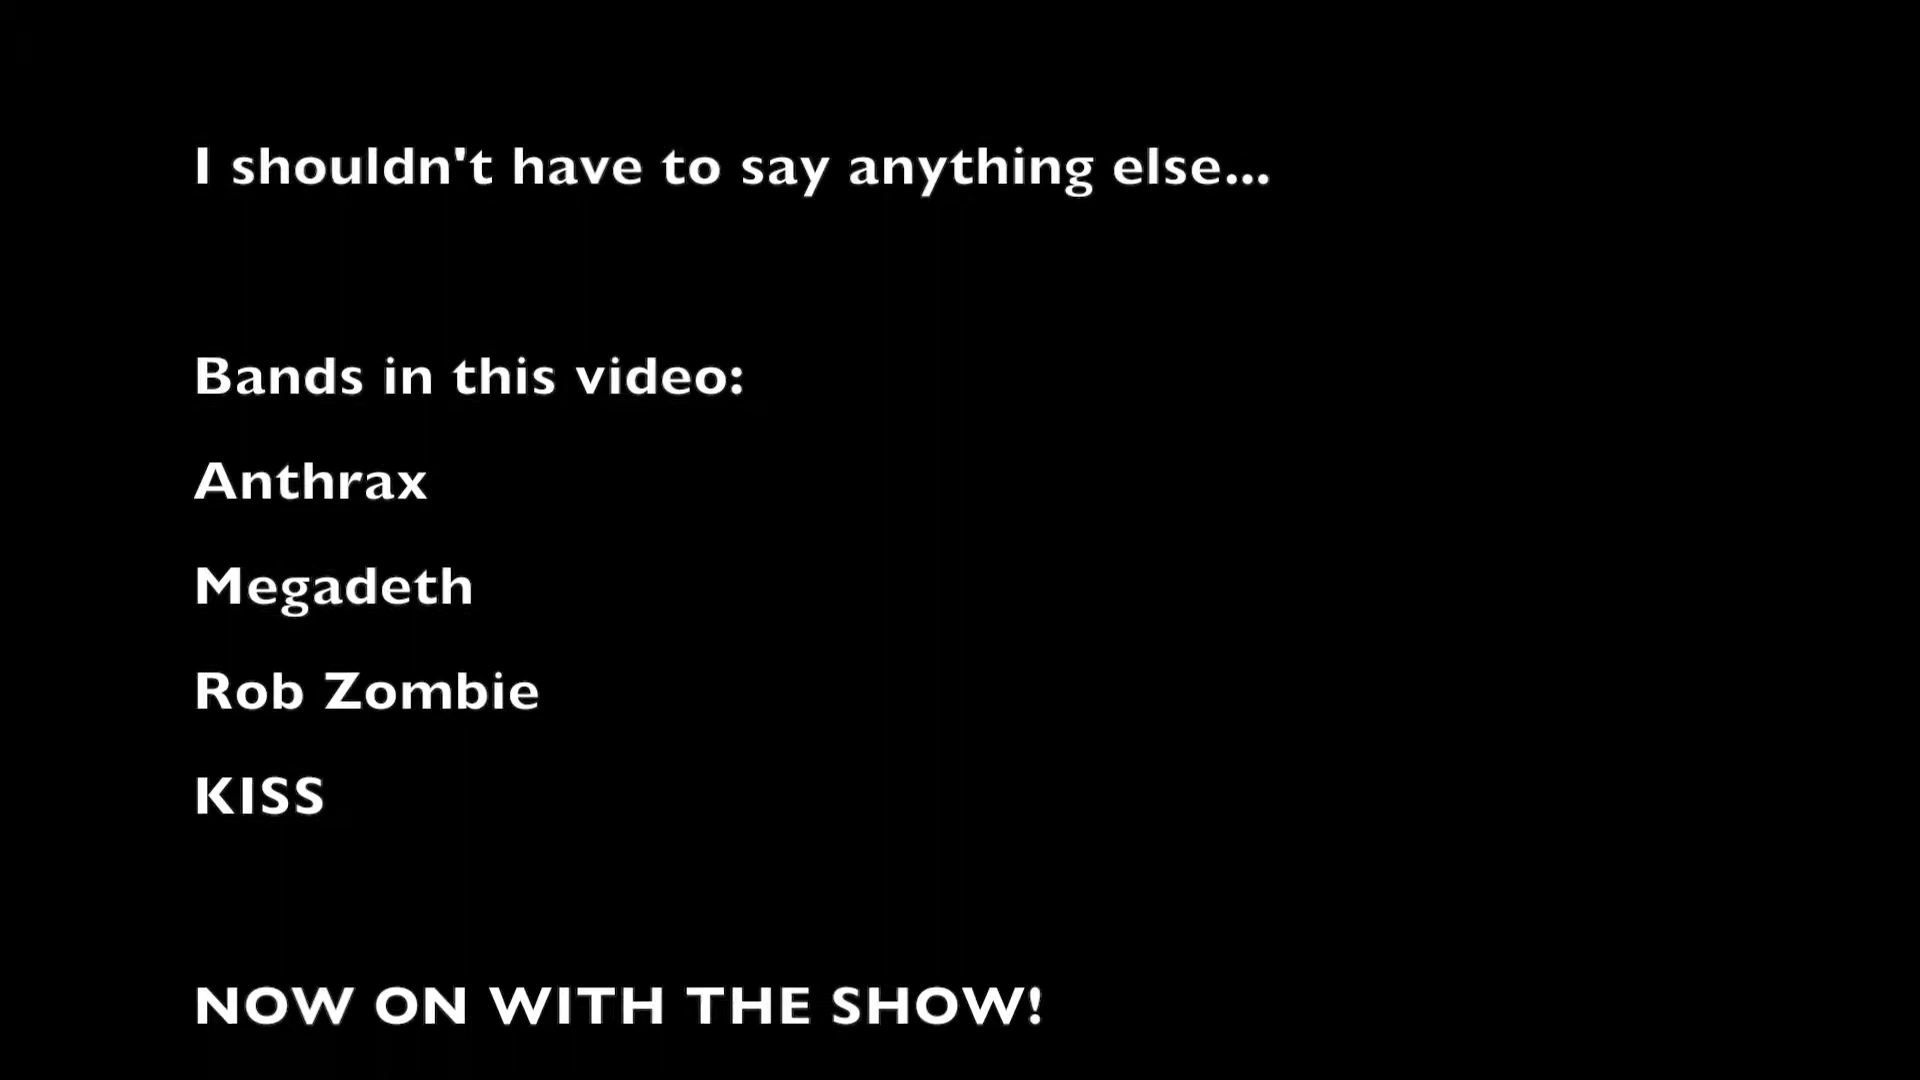 I shouldn't have to say anything else...
Bands in this video:
Anthrax
Megadeth
Rob Zombie
KISS
NOW ON WITH THE SHOW!